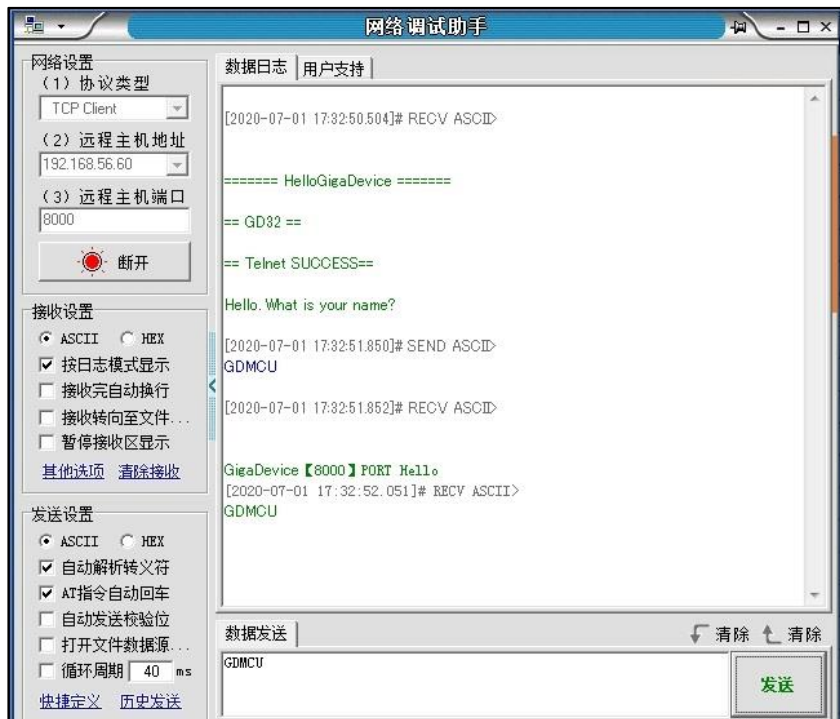 网络调试助手
网络设置
(1) 协议类型
TCP Client
(2) 远程主机地址
192.168.56.60
(3) 远程主机端口
8000
断开
接收设置
ASCII HEX
按日志模式显示
接收完自动换行
接收转向至文件...
暂停接收区显示
其他选项 清除接收
发送设置
ASCII HEX
自动解析转义符
AT指令自动回车
自动发送校验位
打开文件数据源...
循环周期 40 ms
快捷定义 历史发送
数据日志 用户支持
[2020-07-01 17:32:50.504]# RECV ASCII>
======= HelloGigaDevice =======
== GD32 ==
== Telnet SUCCESS==
Hello. What is your name?
[2020-07-01 17:32:51.850]# SEND ASCII>
GDMCU
[2020-07-01 17:32:51.852]# RECV ASCII>
GigaDevice【8000】PORT Hello
[2020-07-01 17:32:52.051]# RECV ASCII>
GDMCU
数据发送 清除 清除
GDMCU
发送